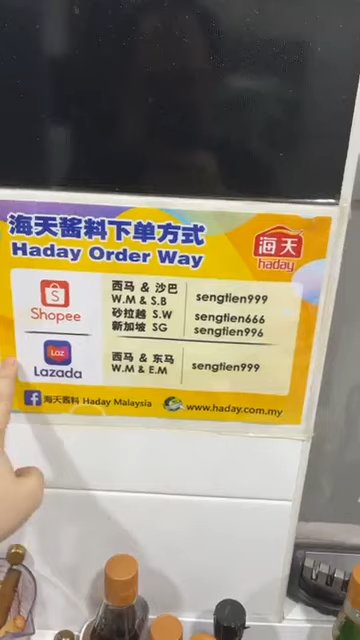 海天酱料下单方式
Haday Order Way
海天
haday
Shopee
西马 & 沙巴
W.M & S.B
sengtien999
砂拉越 S.W
sengtien666
新加坡 SG
sengtien996
Laz
Lazada
西马 & 东马
W.M & E.M
sengtien999
海天酱料 Haday Malaysia
www.haday.com.my